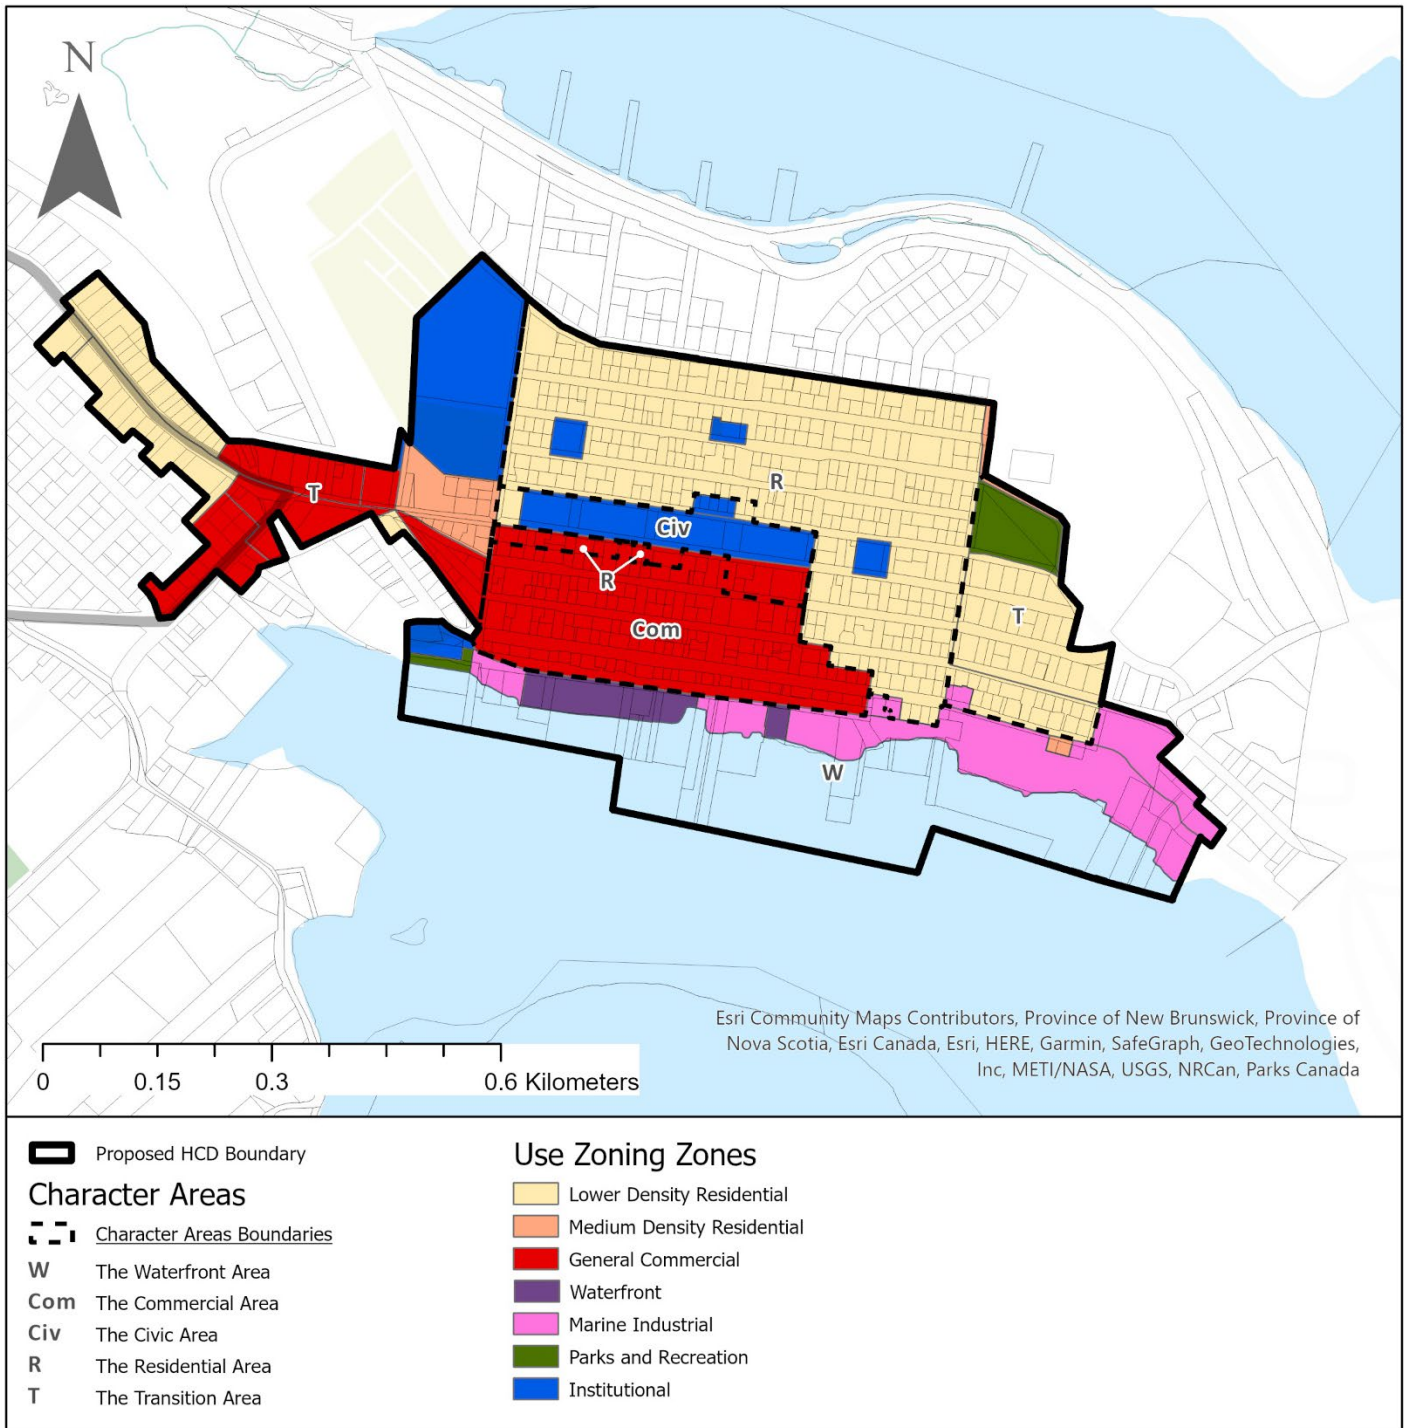 N
T
R
Civ
R
Com
T
W
Esri Community Maps Contributors, Province of New Brunswick, Province of
Nova Scotia, Esri Canada, Esri, HERE, Garmin, SafeGraph, GeoTechnologies,
Inc, METI/NASA, USGS, NRCan, Parks Canada
0 0.15 0.3 0.6 Kilometers
Proposed HCD Boundary
Character Areas
Character Areas Boundaries
W The Waterfront Area
Com The Commercial Area
Civ The Civic Area
R The Residential Area
T The Transition Area
Use Zoning Zones
Lower Density Residential
Medium Density Residential
General Commercial
Waterfront
Marine Industrial
Parks and Recreation
Institutional